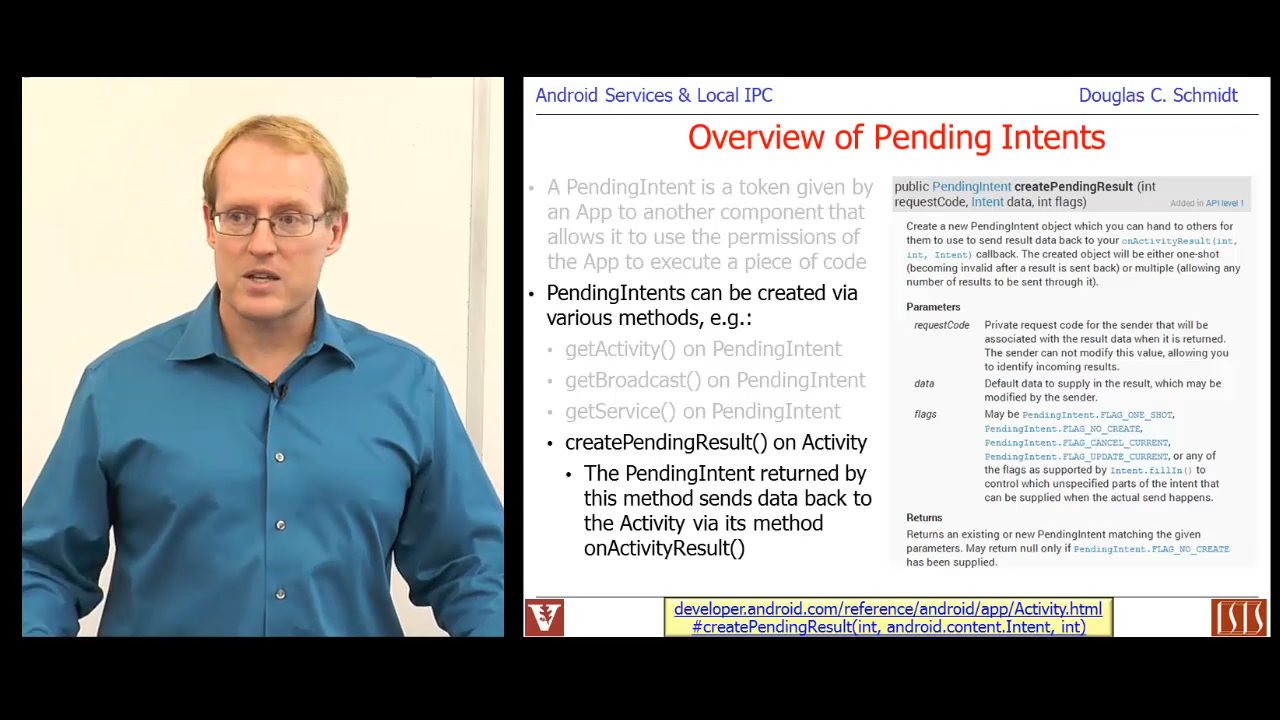 Android Services & Local IPC
Douglas C. Schmidt
Overview of Pending Intents
• A PendingIntent is a token given by
an App to another component that
allows it to use the permissions of
the App to execute a piece of code
• PendingIntents can be created via
various methods, e.g.:
• getActivity() on PendingIntent
• getBroadcast() on PendingIntent
• getService() on PendingIntent
• createPendingResult() on Activity
• The PendingIntent returned by
this method sends data back to
the Activity via its method
onActivityResult()
public PendingIntent createPendingResult (int
requestCode, Intent data, int flags)
Added in API level 1
Create a new PendingIntent object which you can hand to others for
them to use to send result data back to your onActivityResult(int,
int, Intent) callback. The created object will be either one-shot
(becoming invalid after a result is sent back) or multiple (allowing any
number of results to be sent through it).
Parameters
requestCode Private request code for the sender that will be
associated with the result data when it is returned.
The sender can not modify this value, allowing you
to identify incoming results.
data Default data to supply in the result, which may be
modified by the sender.
flags May be PendingIntent.FLAG_ONE_SHOT,
PendingIntent.FLAG_NO_CREATE,
PendingIntent.FLAG_CANCEL_CURRENT,
PendingIntent.FLAG_UPDATE_CURRENT, or any of
the flags as supported by Intent.fillIn() to
control which unspecified parts of the intent that
can be supplied when the actual send happens.
Returns
Returns an existing or new PendingIntent matching the given
parameters. May return null only if PendingIntent.FLAG_NO_CREATE
has been supplied.
developer.android.com/reference/android/app/Activity.html
#createPendingResult(int, android.content.Intent, int)
V
ISIS